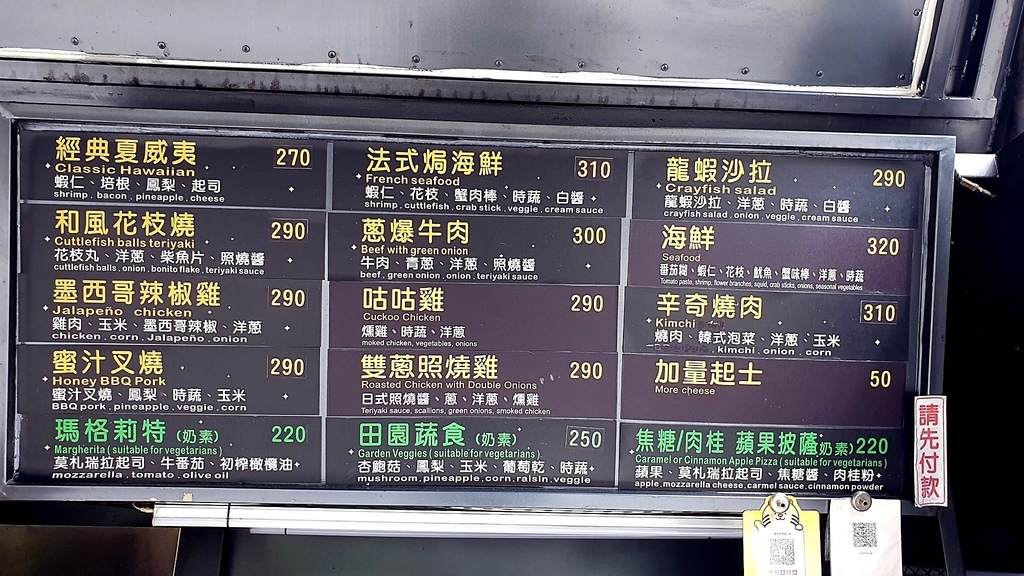 經典夏威夷 270
Classic Hawaiian
蝦仁、培根、鳳梨、起司
shrimp , bacon , pineapple , cheese
和風花枝燒 290
Cuttlefish balls teriyaki
花枝丸、洋蔥、柴魚片、照燒醬
cuttlefish balls , onion , bonito flake , teriyaki sauce
墨西哥辣椒雞 290
Jalapeño chicken
雞肉、玉米、墨西哥辣椒、洋蔥
chicken , corn , Jalapeño , onion
蜜汁叉燒 290
Honey BBQ Pork
蜜汁叉燒、鳳梨、時蔬、玉米
BBQ pork , pineapple , veggie , corn
瑪格莉特 (奶素) 220
Margherita ( suitable for vegetarians )
莫札瑞拉起司、牛番茄、初榨橄欖油
mozzarella , tomato , olive oil
法式焗海鮮 310
French seafood
蝦仁、花枝、蟹肉棒、時蔬、白醬
shrimp , cuttlefish , crab stick , veggie , cream sauce
蔥爆牛肉 300
Beef with green onion
牛肉、青蔥、洋蔥、照燒醬
beef , green onion , onion , teriyaki sauce
咕咕雞 290
Cuckoo Chicken
燻雞、時蔬、洋蔥
moked chicken, vegetables, onions
雙蔥照燒雞 290
Roasted Chicken with Double Onions
日式照燒醬、蔥、洋蔥、燻雞
Teriyaki sauce, scallions, green onions, smoked chicken
田園蔬食 (奶素) 250
Garden Veggies ( suitable for vegetarians )
杏鮑菇、鳳梨、玉米、葡萄乾、時蔬
mushroom , pineapple , corn , raisin , veggie
龍蝦沙拉 290
Crayfish salad
龍蝦沙拉、洋蔥、時蔬、白醬
crayfish salad , onion , veggie , cream sauce
海鮮 320
Seafood
番茄糊、蝦仁、花枝、魷魚、蟹味棒、洋蔥、時蔬
Tomato paste, shrimp, flower branches, squid, crab sticks, onions, seasonal vegetables
辛奇燒肉 310
Kimchi
燒肉、韓式泡菜、洋蔥、玉米
kimchi , onion , corn
加量起士 50
More cheese
焦糖/肉桂 蘋果披薩(奶素) 220
Caramel or Cinnamon Apple Pizza ( suitable for vegetarians )
蘋果、莫札瑞拉起司、焦糖醬、肉桂粉
apple, mozzarella cheese, carmel sauce, cinnamon powder
請先付款